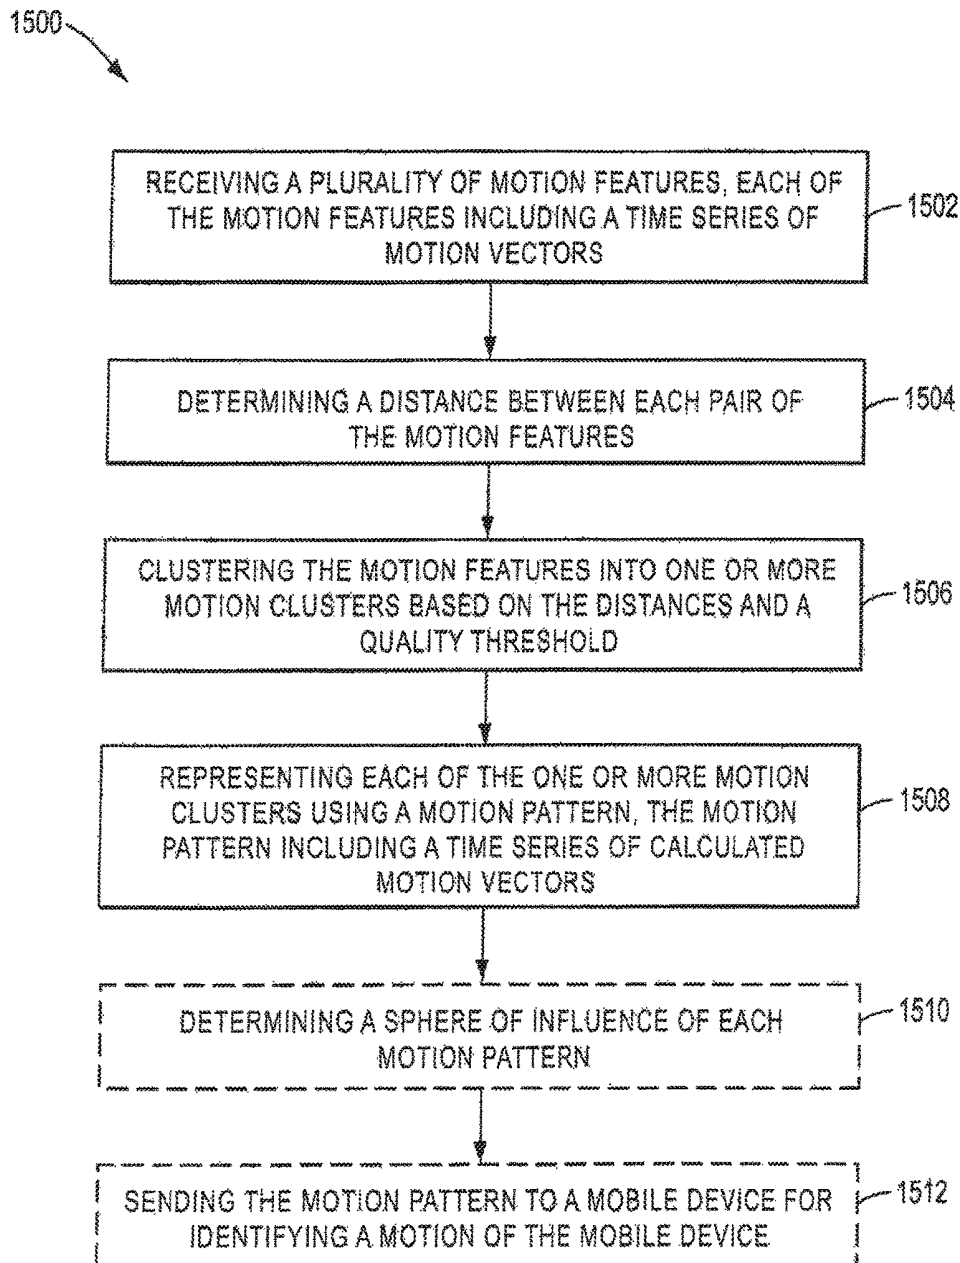 1500
RECEIVING A PLURALITY OF MOTION FEATURES, EACH OF
THE MOTION FEATURES INCLUDING A TIME SERIES OF
MOTION VECTORS
1502
DETERMINING A DISTANCE BETWEEN EACH PAIR OF
THE MOTION FEATURES
1504
CLUSTERING THE MOTION FEATURES INTO ONE OR MORE
MOTION CLUSTERS BASED ON THE DISTANCES AND A
QUALITY THRESHOLD
1506
REPRESENTING EACH OF THE ONE OR MORE MOTION
CLUSTERS USING A MOTION PATTERN, THE MOTION
PATTERN INCLUDING A TIME SERIES OF CALCULATED
MOTION VECTORS
1508
DETERMINING A SPHERE OF INFLUENCE OF EACH
MOTION PATTERN
1510
SENDING THE MOTION PATTERN TO A MOBILE DEVICE FOR
IDENTIFYING A MOTION OF THE MOBILE DEVICE
1512